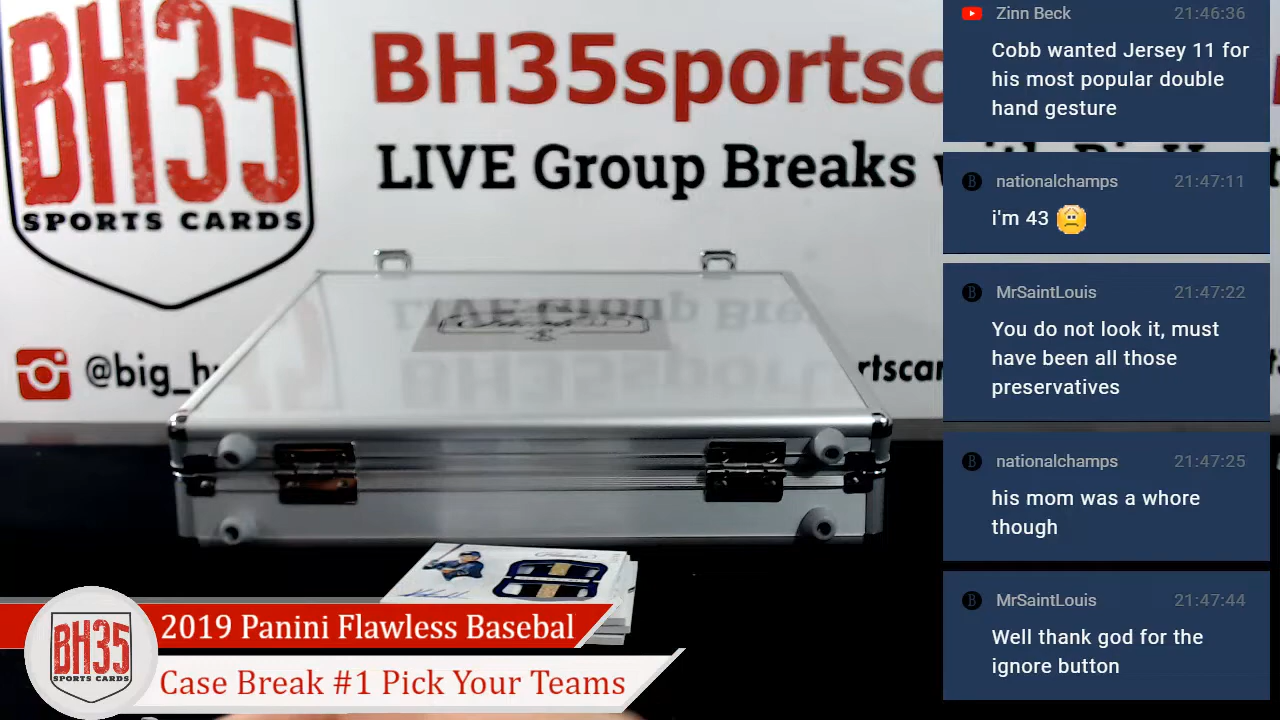 BH35
SPORTS CARDS
BH35sportsc
LIVE Group Breaks
@big_h
rtscar
LIVE Group Brea
BH35sportsc
Zinn Beck 21:46:36
Cobb wanted Jersey 11 for
his most popular double
hand gesture
nationalchamps 21:47:11
i'm 43
MrSaintLouis 21:47:22
You do not look it, must
have been all those
preservatives
nationalchamps 21:47:25
his mom was a whore
though
MrSaintLouis 21:47:44
Well thank god for the
ignore button
BH35
SPORTS CARDS
2019 Panini Flawless Basebal
Case Break #1 Pick Your Teams